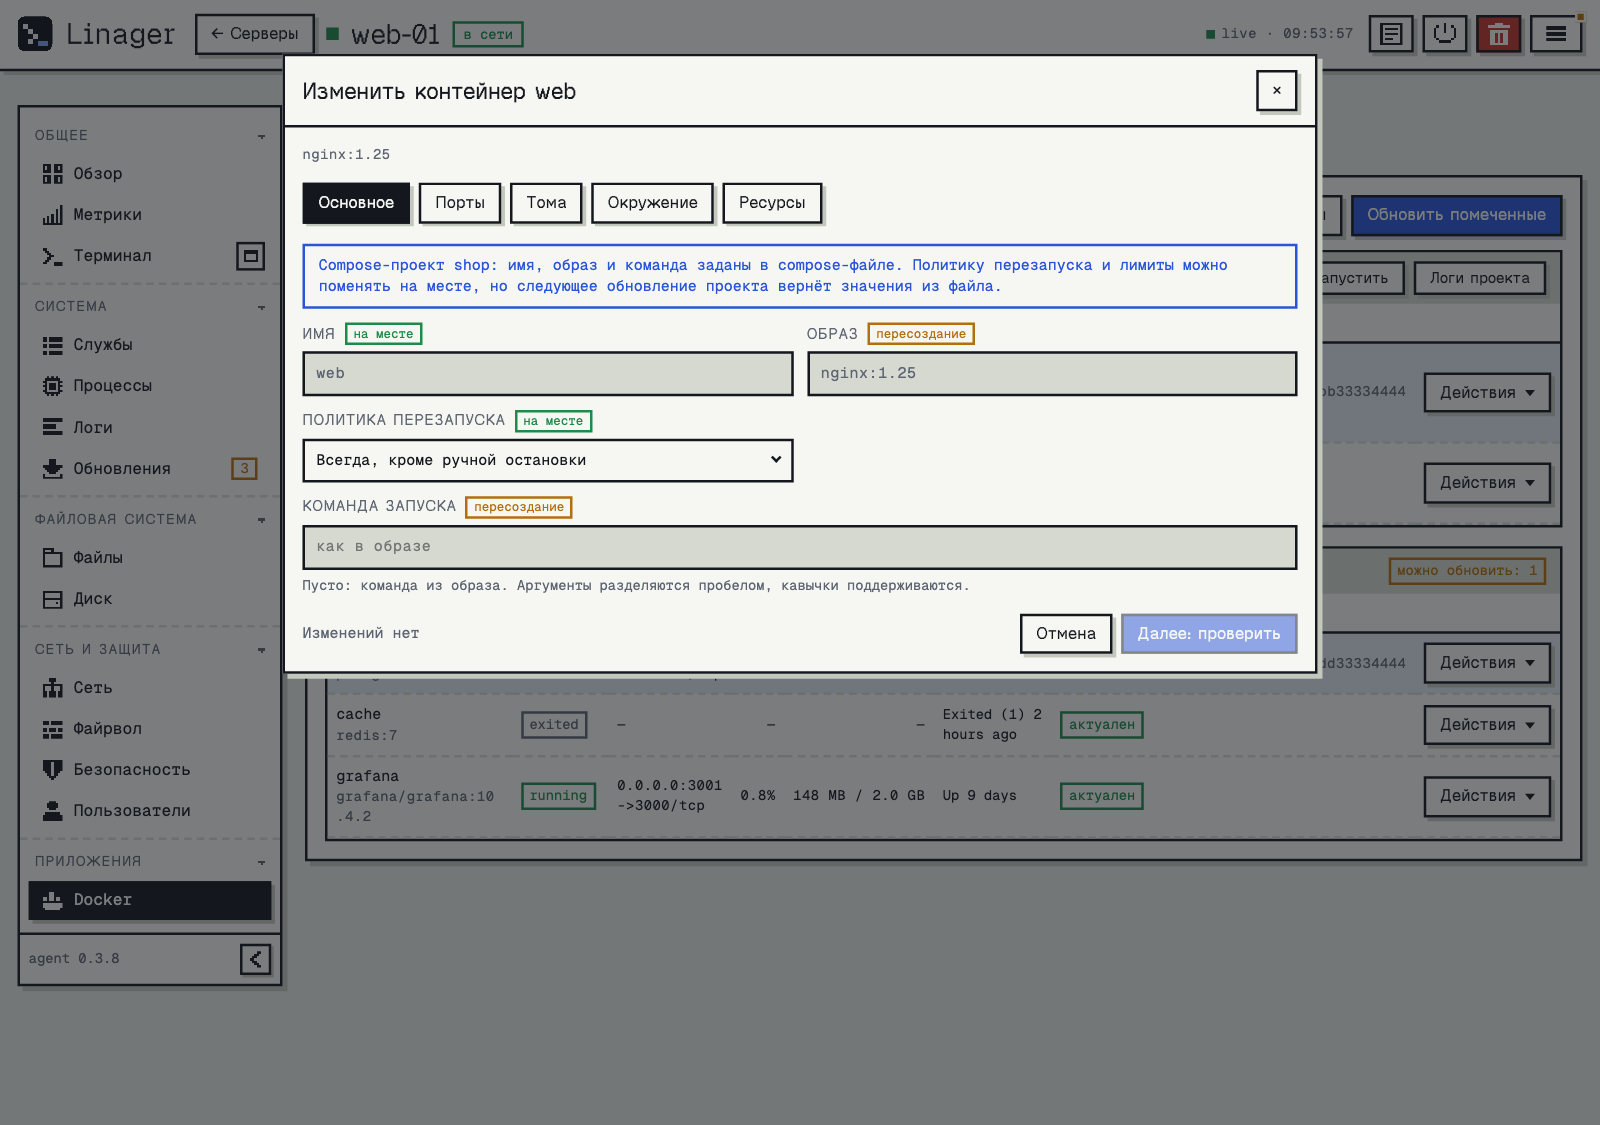 Linager
← Серверы
web-01
в сети
live · 09:53:57
Изменить контейнер web
×
nginx:1.25
Основное
Порты
Тома
Окружение
Ресурсы
Compose-проект shop: имя, образ и команда заданы в compose-файле. Политику перезапуска и лимиты можно
поменять на месте, но следующее обновление проекта вернёт значения из файла.
ИМЯ на месте
web
ОБРАЗ пересоздание
nginx:1.25
ПОЛИТИКА ПЕРЕЗАПУСКА на месте
Всегда, кроме ручной остановки
КОМАНДА ЗАПУСКА пересоздание
как в образе
Пусто: команда из образа. Аргументы разделяются пробелом, кавычки поддерживаются.
Изменений нет
Отмена
Далее: проверить
ОБЩЕЕ
Обзор
Метрики
Терминал
СИСТЕМА
Службы
Процессы
Логи
Обновления 3
ФАЙЛОВАЯ СИСТЕМА
Файлы
Диск
СЕТЬ И ЗАЩИТА
Сеть
Файрвол
Безопасность
Пользователи
ПРИЛОЖЕНИЯ
Docker
agent 0.3.8
Обновить помеченные
апустить
Логи проекта
b33334444
Действия
Действия
можно обновить: 1
d33334444
Действия
cache
redis:7
exited
—
—
—
Exited (1) 2
hours ago
актуален
Действия
grafana
grafana/grafana:10
.4.2
running
0.0.0.0:3001
->3000/tcp
0.8%
148 MB / 2.0 GB
Up 9 days
актуален
Действия